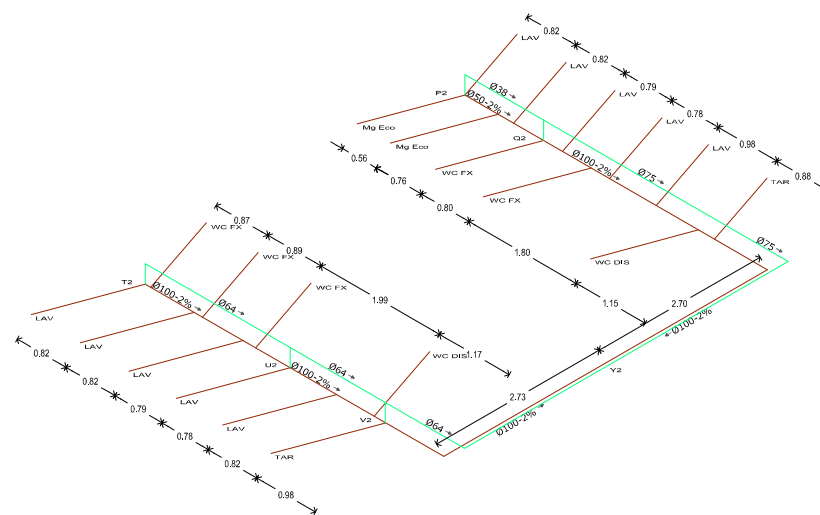 0.82
LAV
0.82
LAV
0.79
LAV
0.78
LAV
0.98
LAV
0.88
TAR
P2
Ø38
Ø50-2%
Mg Eco
Mg Eco
Q2
Ø100-2%
Ø75
WC FX
WC FX
Ø75
WC DIS
0.56
0.76
0.80
1.80
1.15
2.70
Ø100-2%
Y2
2.73
Ø100-2%
0.87
WC FX
0.89
WC FX
WC FX
1.99
WC DIS
1.17
T2
Ø100-2%
Ø64
LAV
LAV
LAV
U2
Ø100-2%
Ø64
LAV
V2
Ø64
LAV
TAR
0.82
0.82
0.79
0.78
0.82
0.98